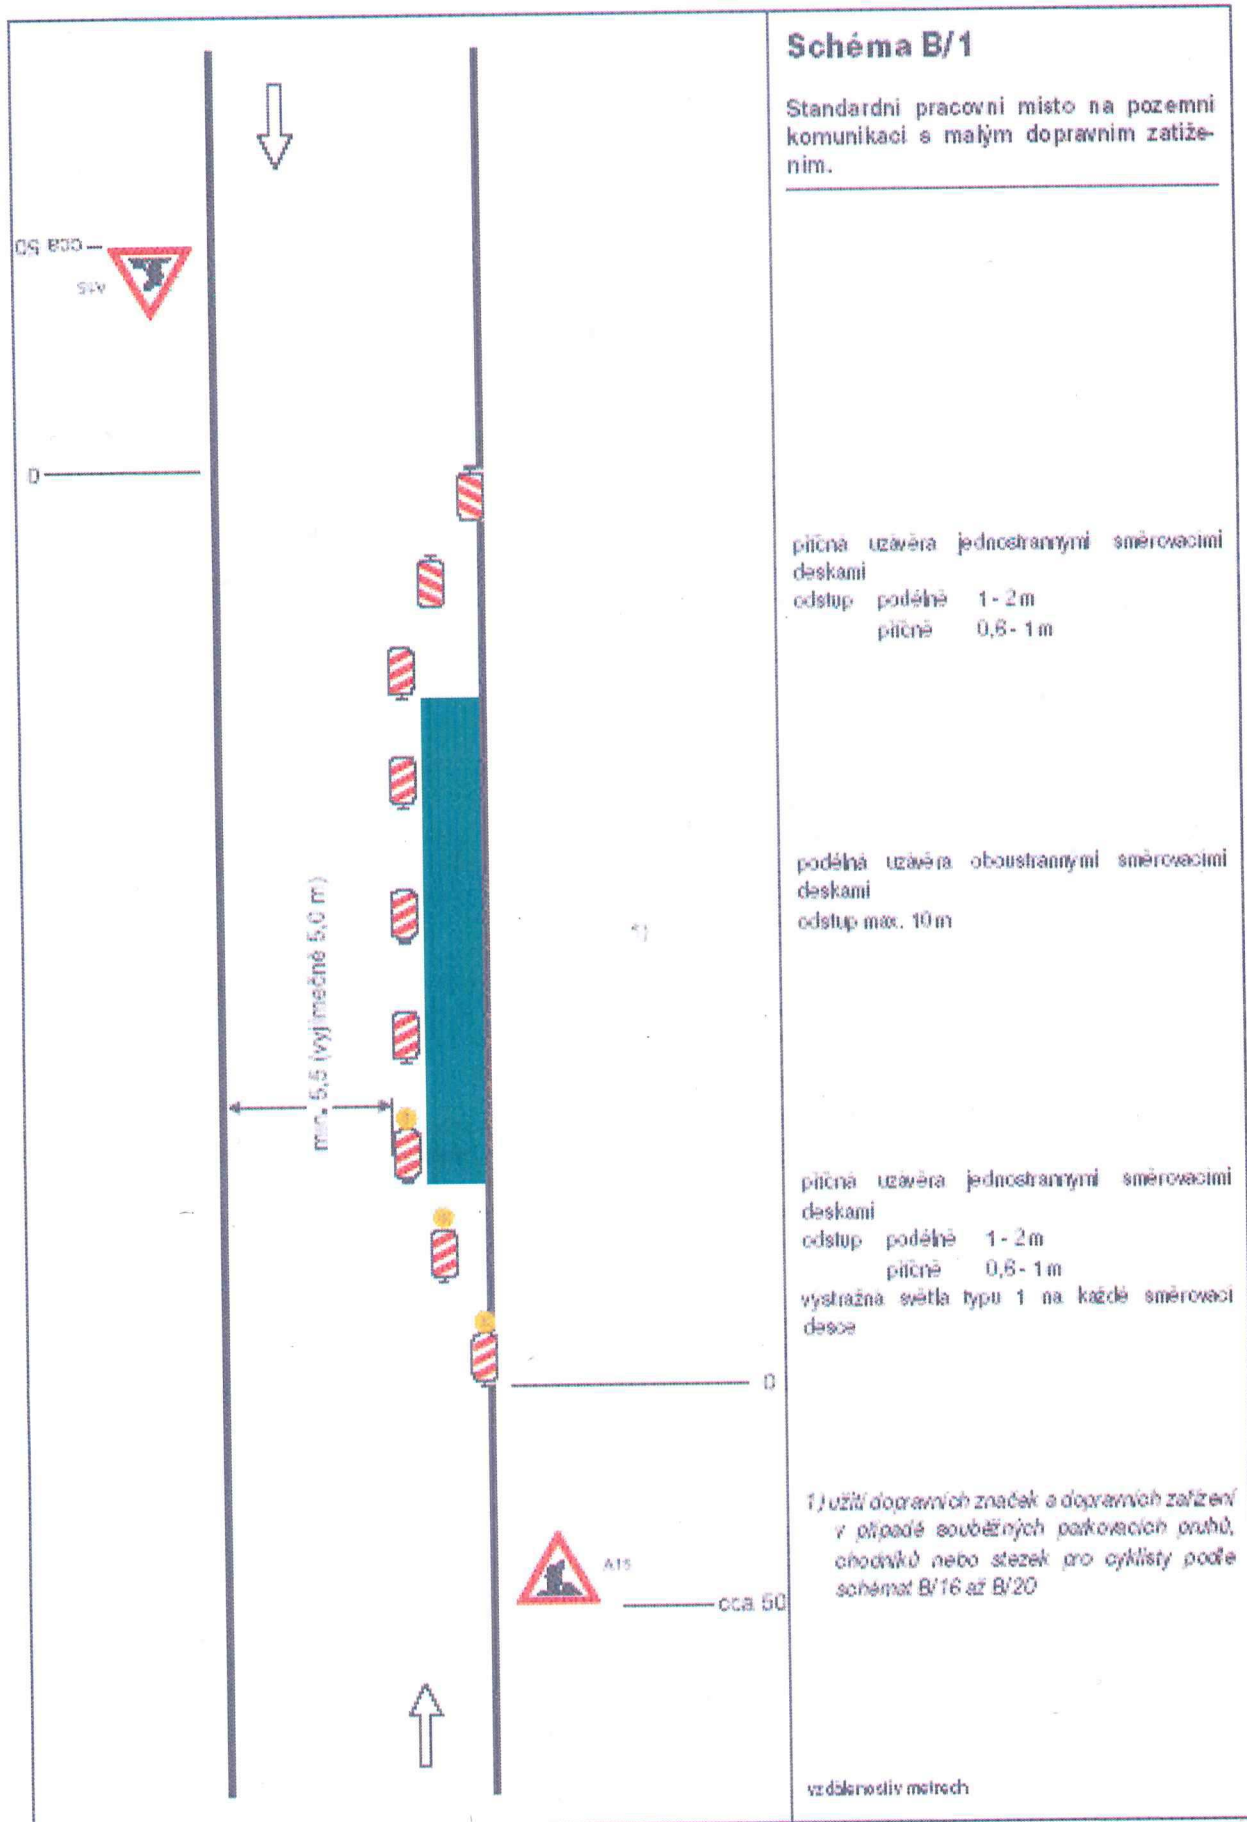 Schéma B/1
Standardní pracovní místo na pozemní
komunikaci s malým dopravním zatíže-
ním.
cca 50
A15
0
příčná uzávěra jednostrannými směrovacími
deskami
odstup podélně 1 - 2 m
příčně 0,6 - 1 m
podélná uzávěra oboustrannými směrovacími
deskami
odstup max. 10 m
1)
min. 5,5 (vyjímečně 5,0 m)
příčná uzávěra jednostrannými směrovacími
deskami
odstup podélně 1 - 2 m
příčně 0,6 - 1 m
výstražná světla typu 1 na každé směrovací
desce
0
1) užití dopravních značek a dopravních zařízení
v případě souběžných parkovacích pruhů,
chodníků nebo stezek pro cyklisty podle
schémat B/16 až B/20
A15
cca 50
vzdálenosti v metrech